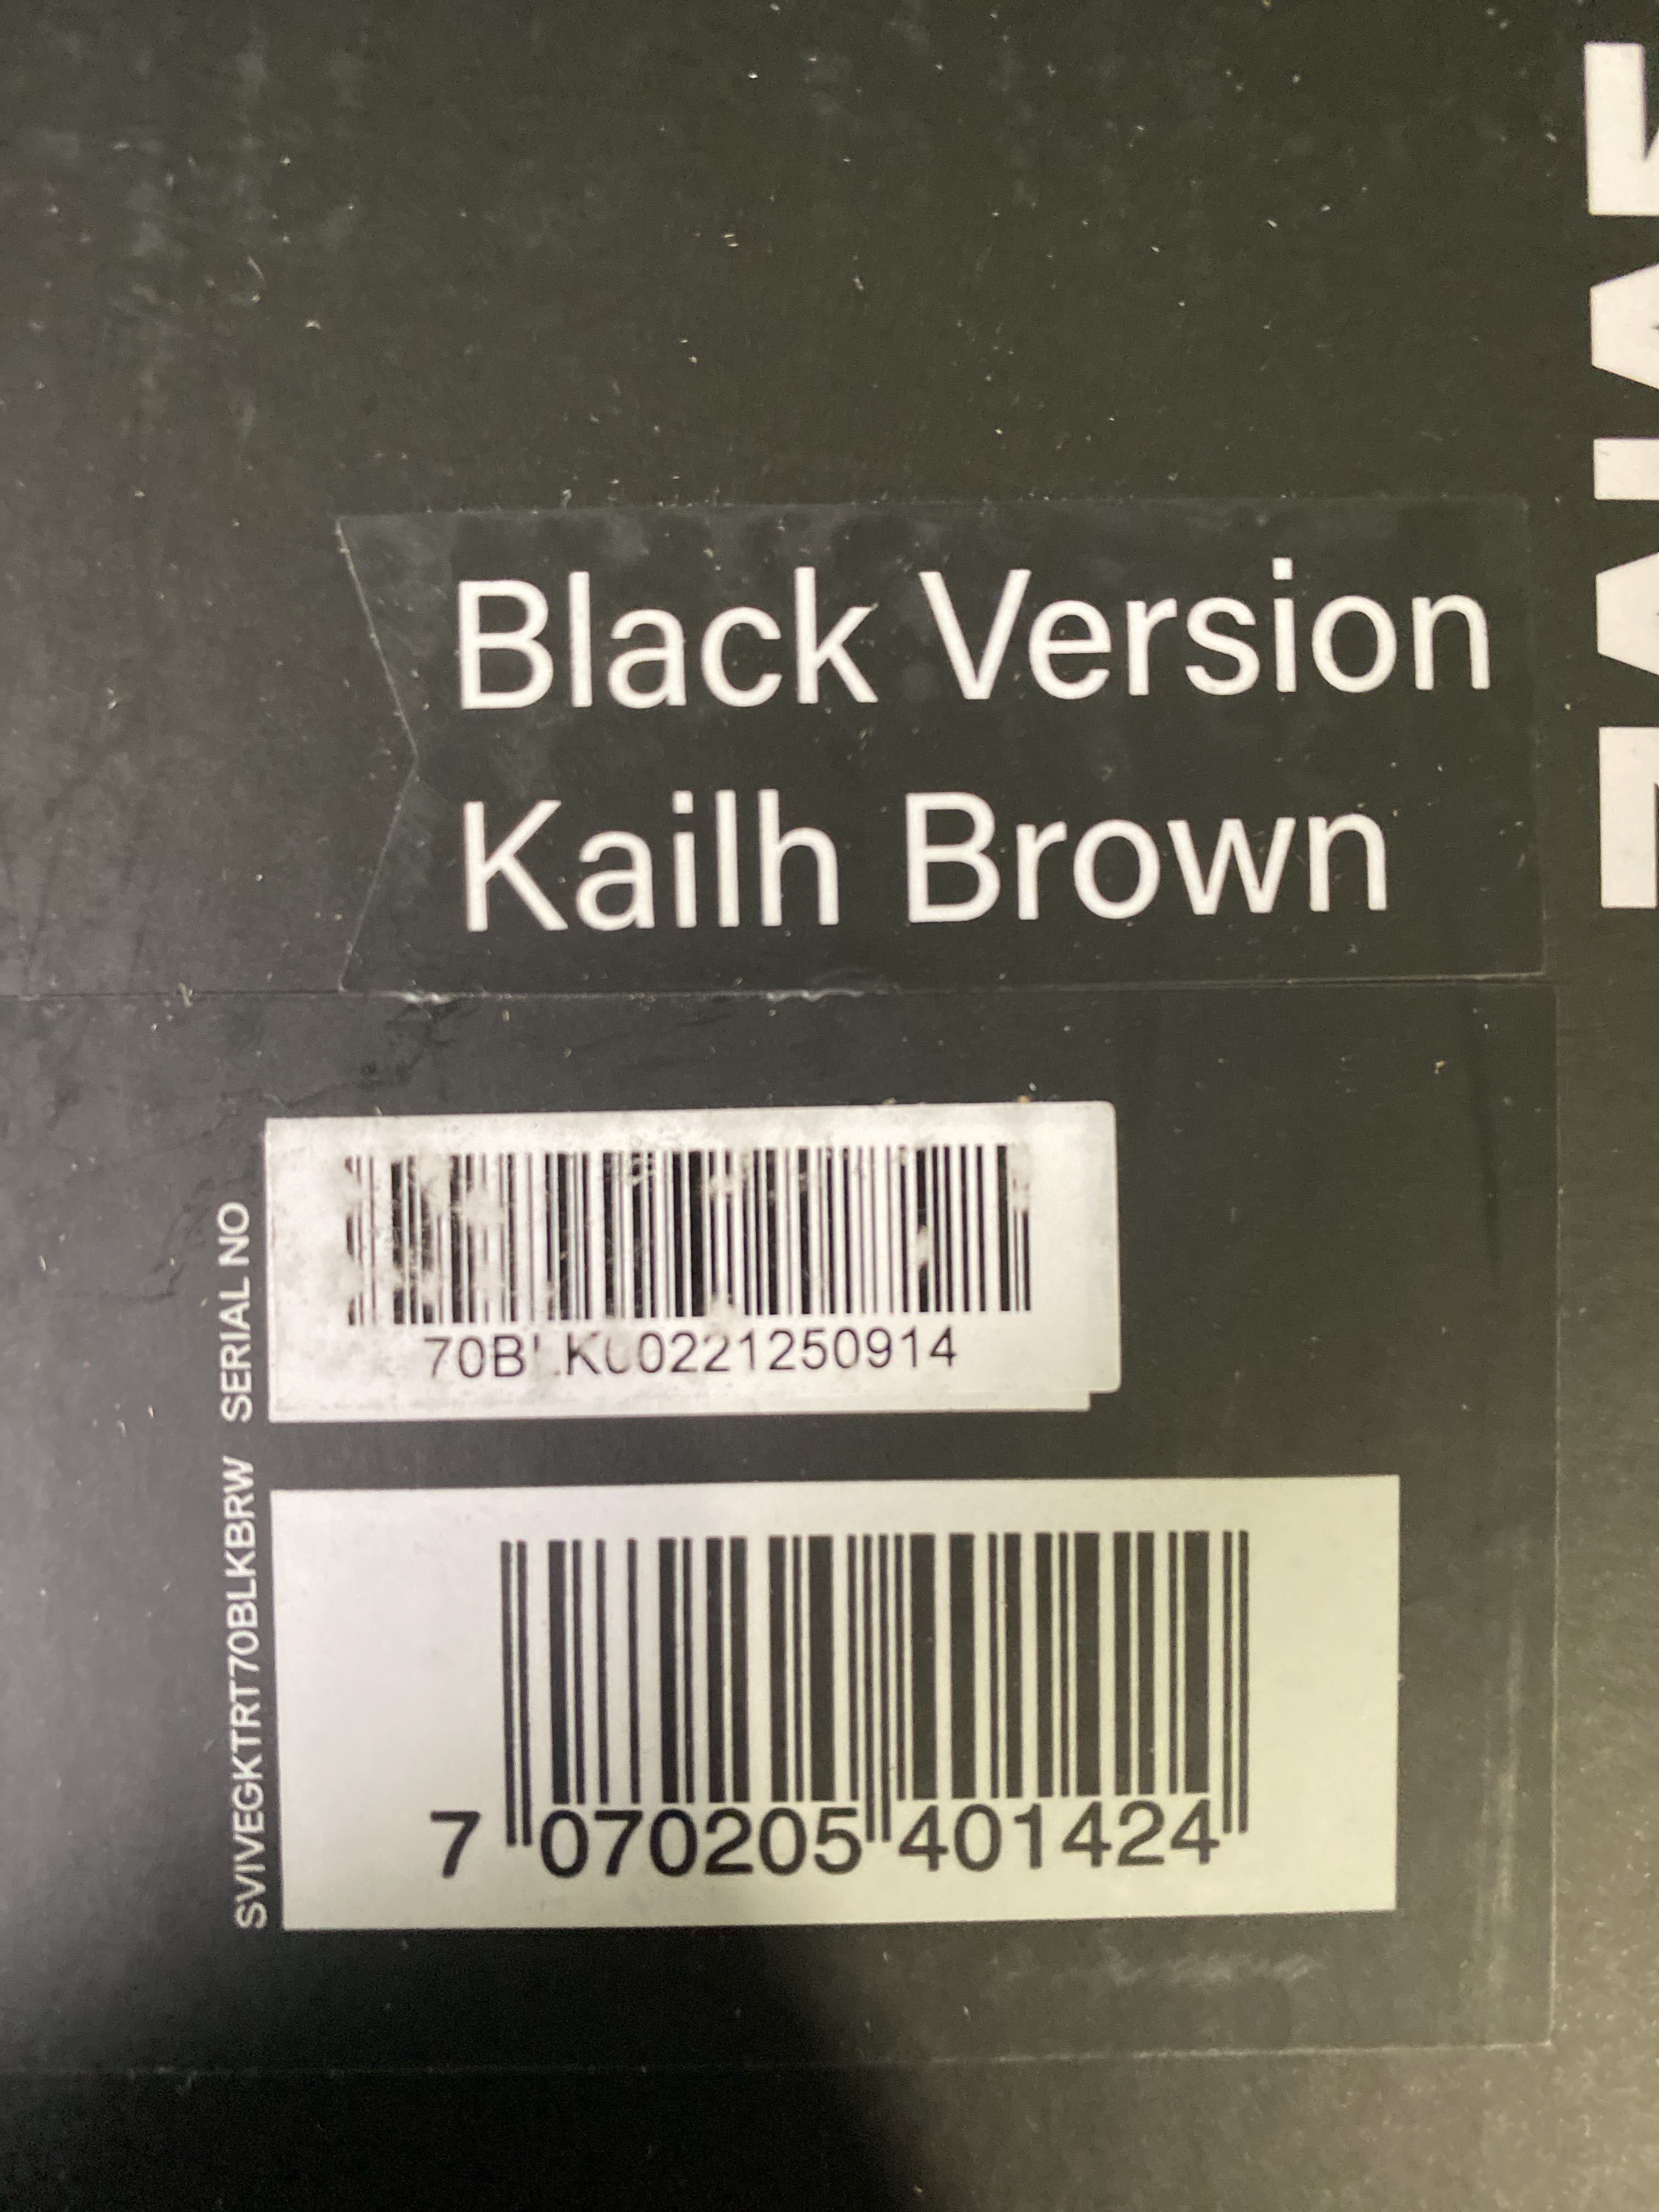 Black Version
Kailh Brown
SVIVEGKTRT70BLKBRW SERIAL NO
7 070205 401424